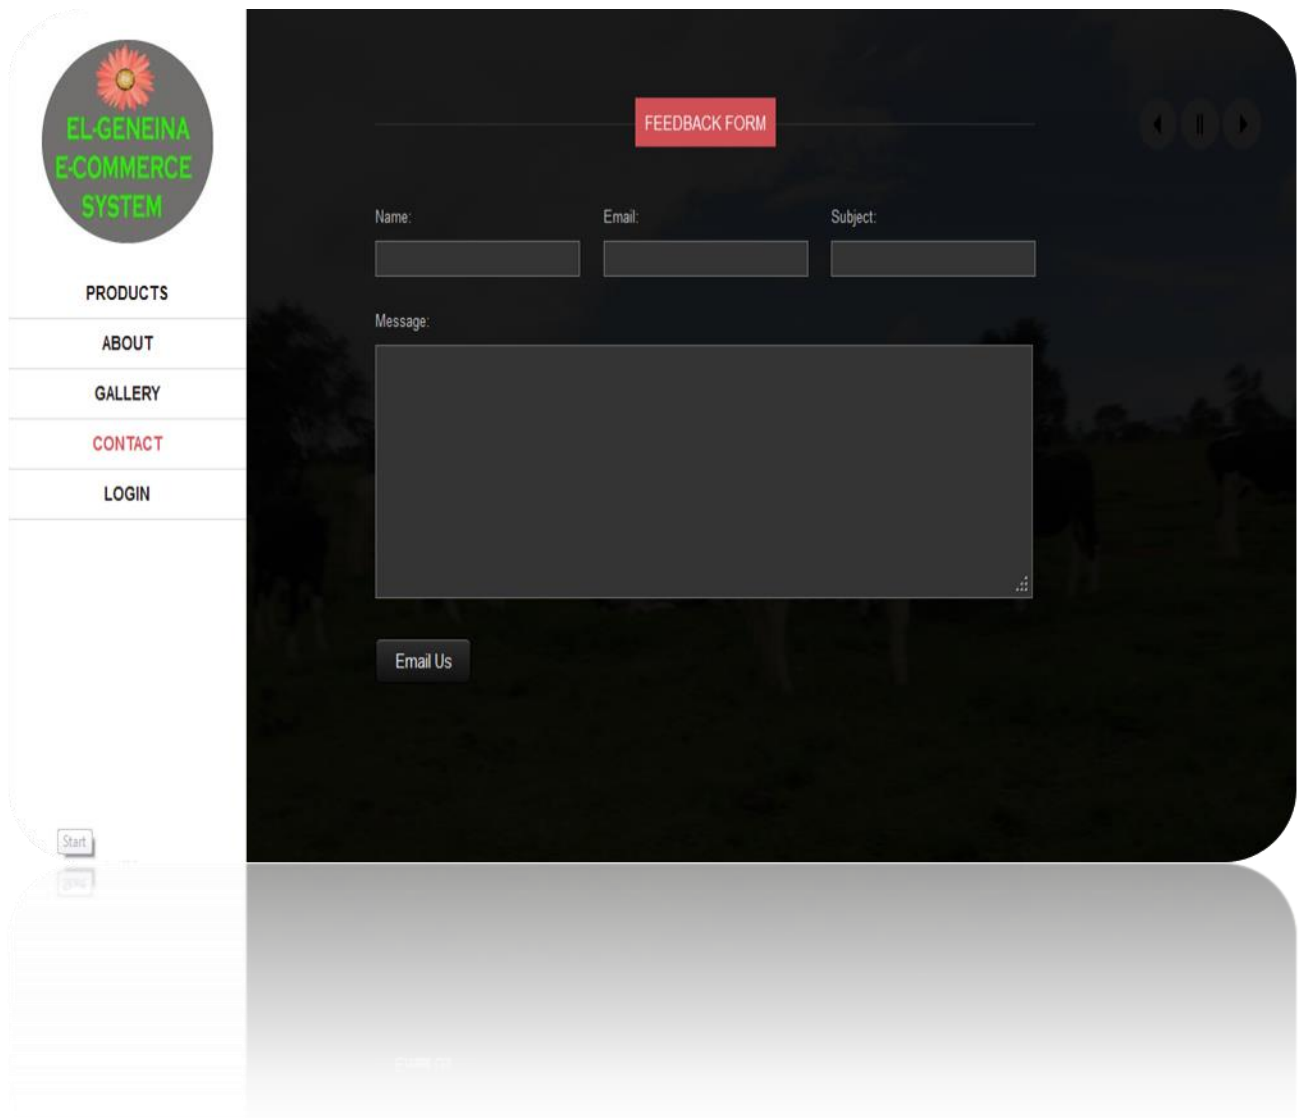 EL-GENEINA
E-COMMERCE
SYSTEM
PRODUCTS
ABOUT
GALLERY
CONTACT
LOGIN
FEEDBACK FORM
Name:
Email:
Subject:
Message:
Email Us
Start